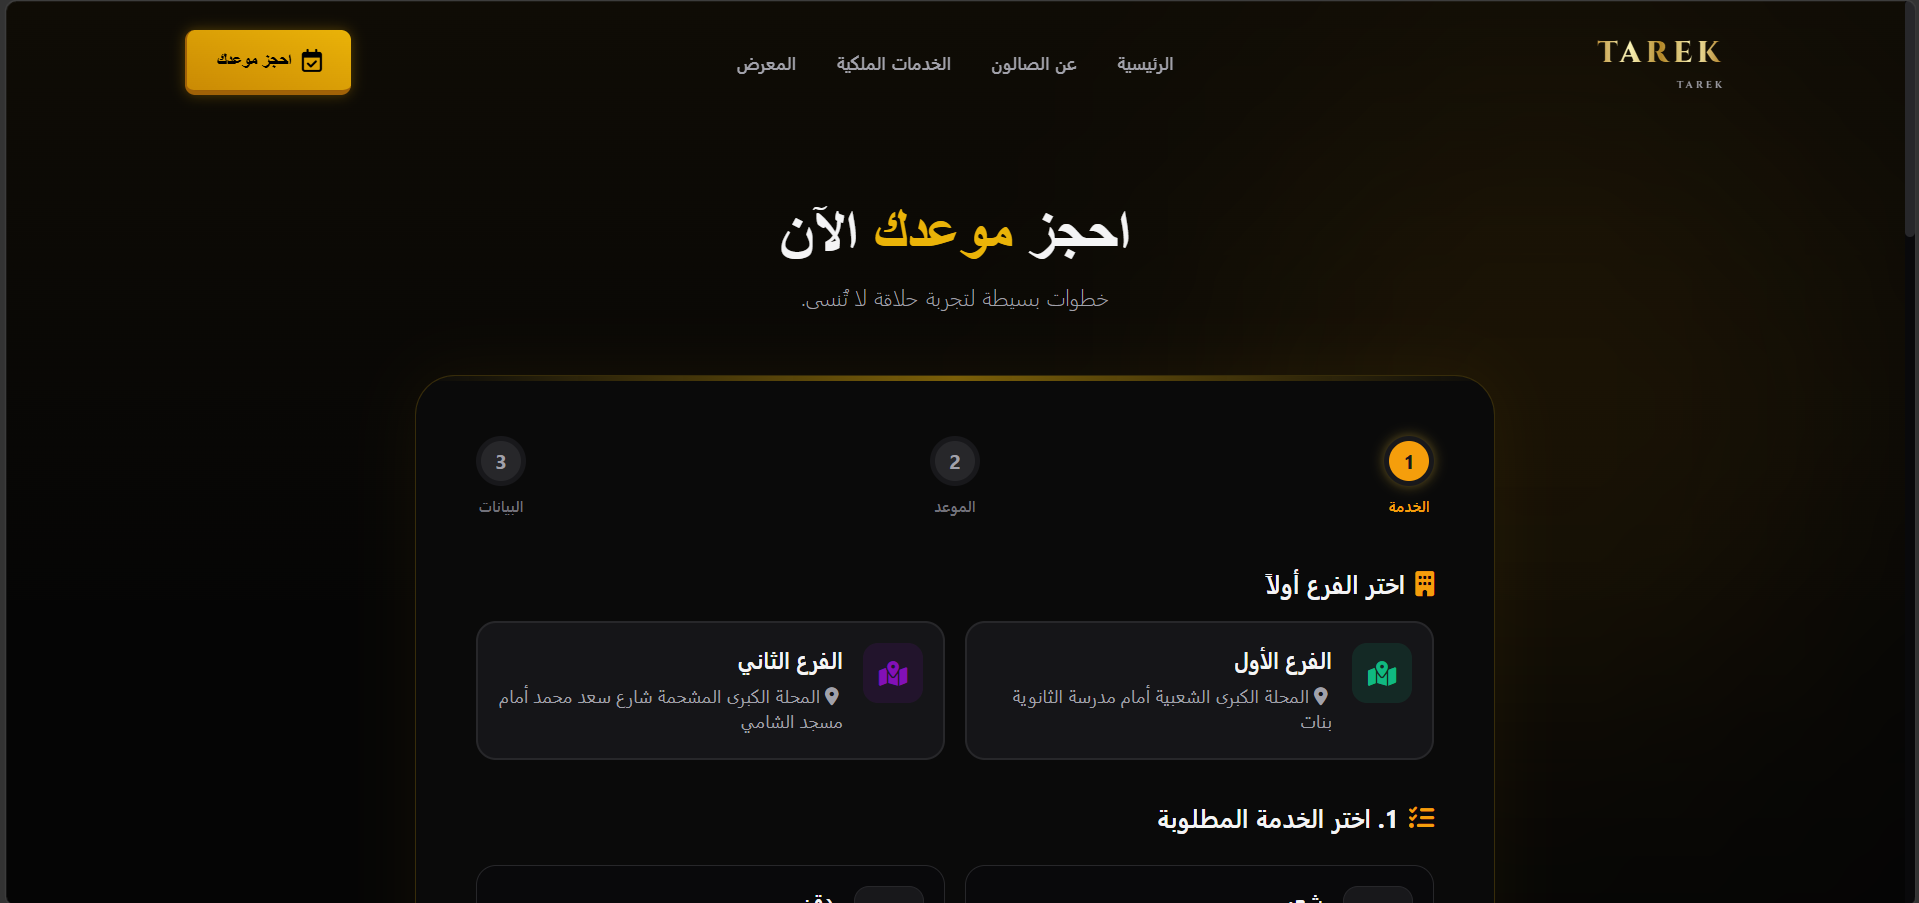 TAREK
TAREK
الرئيسية
عن الصالون
الخدمات الملكية
المعرض
احجز موعدك
احجز موعدك الآن
خطوات بسيطة لتجربة حلاقة لا تُنسى.
1
الخدمة
2
الموعد
3
البيانات
اختر الفرع أولاً
الفرع الأول
المحلة الكبرى الشعبية أمام مدرسة الثانوية
بنات
الفرع الثاني
المحلة الكبرى المشحمة شارع سعد محمد أمام
مسجد الشامي
1. اختر الخدمة المطلوبة